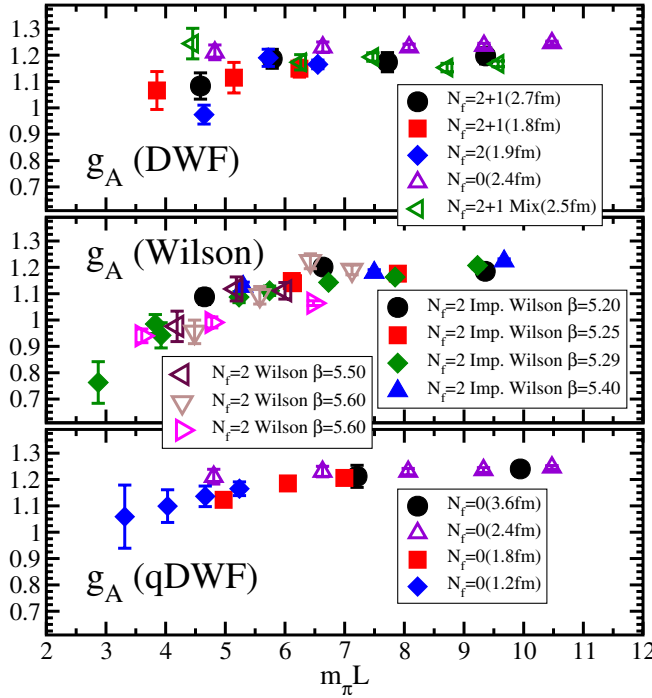 1.3
1.2
1.1
1
0.9
0.8
0.7
g_A (DWF)
N_f=2+1(2.7fm)
N_f=2+1(1.8fm)
N_f=2(1.9fm)
N_f=0(2.4fm)
N_f=2+1 Mix(2.5fm)
1.3
1.2
1.1
1
0.9
0.8
0.7
g_A (Wilson)
N_f=2 Imp. Wilson β=5.20
N_f=2 Imp. Wilson β=5.25
N_f=2 Imp. Wilson β=5.29
N_f=2 Imp. Wilson β=5.40
N_f=2 Wilson β=5.50
N_f=2 Wilson β=5.60
N_f=2 Wilson β=5.60
1.3
1.2
1.1
1
0.9
0.8
0.7
g_A (qDWF)
N_f=0(3.6fm)
N_f=0(2.4fm)
N_f=0(1.8fm)
N_f=0(1.2fm)
2 3 4 5 6 7 8 9 10 11 12
m_πL